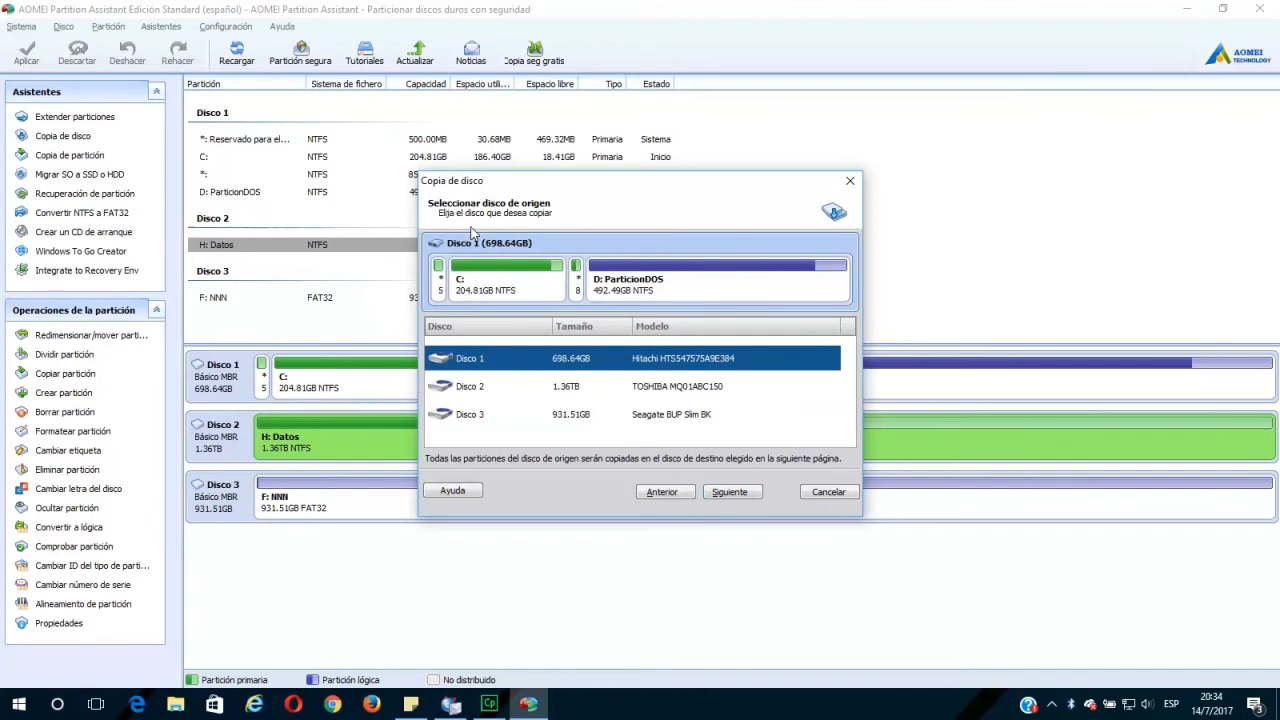 AOMEI Partition Assistant Edición Standard (español) - AOMEI Partition Assistant - Particionar discos duros con seguridad
Sistema Disco Partición Asistentes Configuración Ayuda
Aplicar Descartar Deshacer Rehacer Recargar Partición segura Tutoriales Actualizar Noticias Copia seg gratis
AOMEI
TECHNOLOGY
Asistentes
Extender particiones
Copia de disco
Copia de partición
Migrar SO a SSD o HDD
Recuperación de partición
Convertir NTFS a FAT32
Crear un CD de arranque
Windows To Go Creator
Integrate to Recovery Env
Operaciones de la partición
Redimensionar/mover parti...
Dividir partición
Copiar partición
Crear partición
Borrar partición
Formatear partición
Cambiar etiqueta
Eliminar partición
Cambiar letra del disco
Ocultar partición
Convertir a lógica
Comprobar partición
Cambiar ID del tipo de parti...
Cambiar número de serie
Alineamiento de partición
Propiedades
Partición Sistema de fichero Capacidad Espacio utili... Espacio libre Tipo Estado
Disco 1
*: Reservado para el... NTFS 500.00MB 30.68MB 469.32MB Primaria Sistema
C: NTFS 204.81GB 186.40GB 18.41GB Primaria Inicio
*: NTFS 85
D: ParticionDOS NTFS 49
Disco 2
H: Datos NTFS
Disco 3
F: NNN FAT32 93
Copia de disco
Seleccionar disco de origen
Elija el disco que desea copiar
Disco 1 (698.64GB)
* C: * D: ParticionDOS
5 204.81GB NTFS 8 492.49GB NTFS
Disco Tamaño Modelo
Disco 1 698.64GB Hitachi HTS547575A9E384
Disco 2 1.36TB TOSHIBA MQ01ABC150
Disco 3 931.51GB Seagate BUP Slim BK
Todas las particiones del disco de origen serán copiadas en el disco de destino elegido en la siguiente página.
Ayuda Anterior Siguiente Cancelar
Disco 1
Básico MBR
698.64GB
* C:
5 204.81GB NTFS
Disco 2
Básico MBR
1.36TB
H: Datos
1.36TB NTFS
Disco 3
Básico MBR
931.51GB
F: NNN
931.51GB FAT32
Partición primaria Partición lógica No distribuido
Cp
ESP
20:34
14/7/2017
3